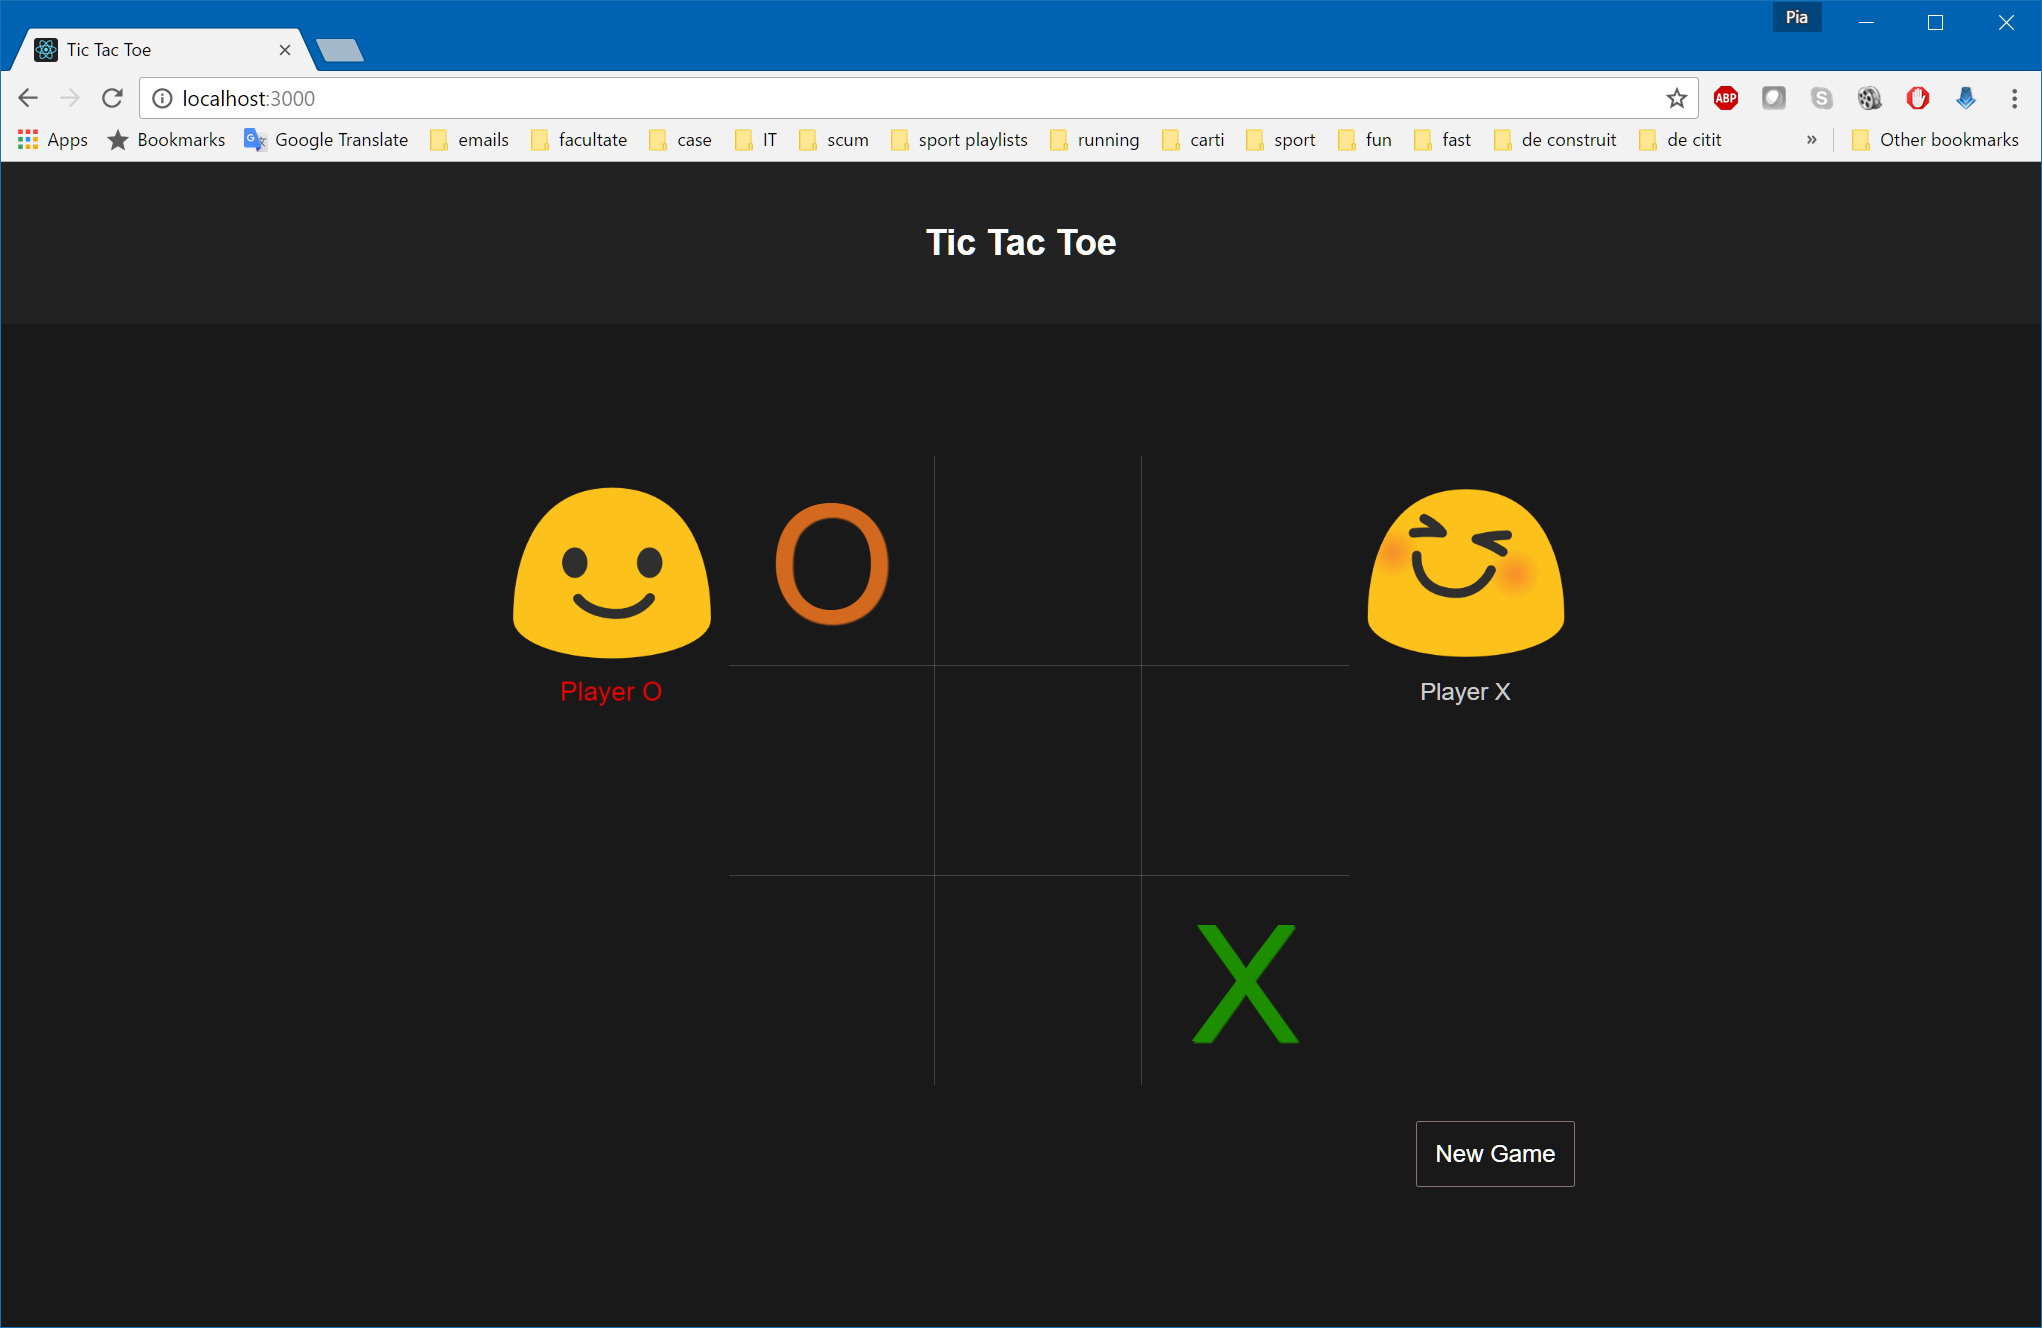 Pia
Tic Tac Toe
localhost:3000
ABP
Apps Bookmarks Google Translate emails facultate case IT scum sport playlists running carti sport fun fast de construit de citit » Other bookmarks
Tic Tac Toe
O
Player O Player X
X
New Game